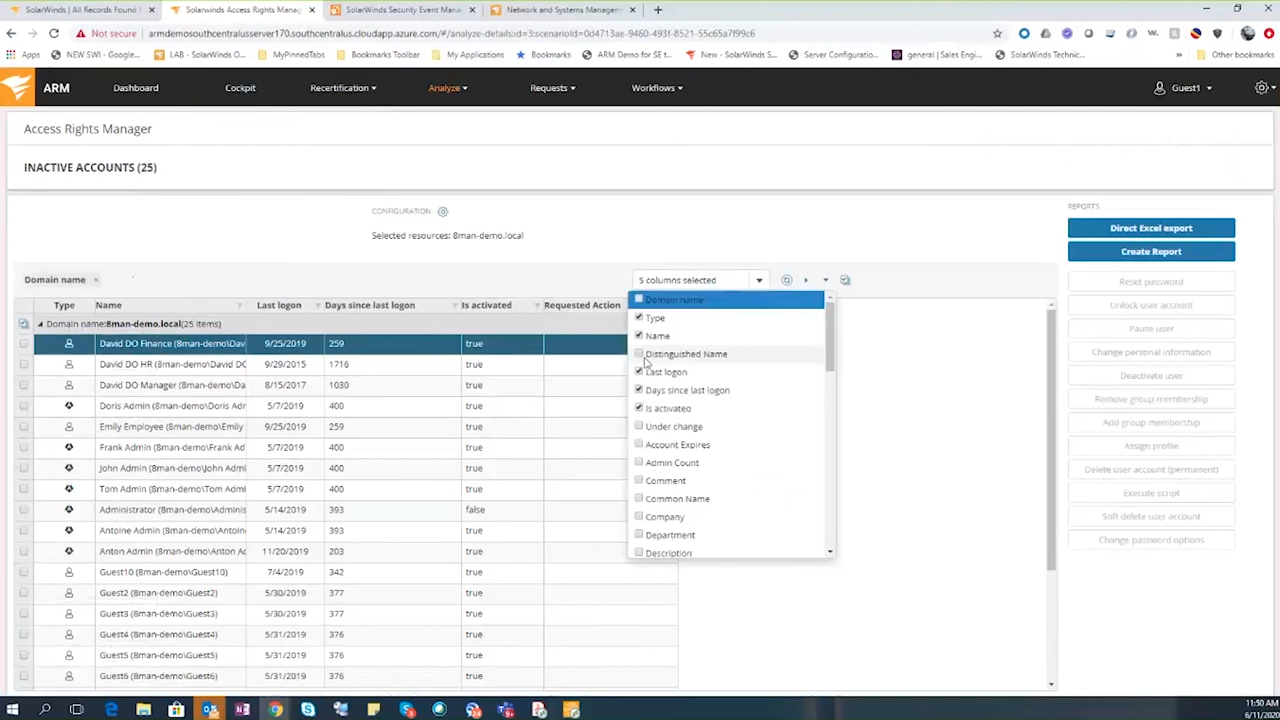 SolarWinds | All Records Found
Solarwinds Access Rights Manag
SolarWinds Security Event Mana
Network and Systems Managem
Not secure
armdemosouthcentralusserver170.southcentralus.cloudapp.azure.com/#/analyze-details:id=3;scenarioId=0d4713ae-9460-493f-8521-55c65a7f99c6
NEW SWI - Google...
LAB - SolarWinds S...
MyPinnedTabs
Bookmarks Toolbar
My Applications
Bookmarks
ARM Demo for SE t...
New - SolarWinds S...
Server Configuratio...
general | Sales Engi...
SolarWinds Technic...
Other bookmarks
ARM
Dashboard
Cockpit
Recertification
Analyze
Requests
Workflows
Guest1
Access Rights Manager
INACTIVE ACCOUNTS (25)
CONFIGURATION
Selected resources: 8man-demo.local
REPORTS
Direct Excel export
Create Report
Reset password
Unlock user account
Pause user
Change personal information
Deactivate user
Remove group membership
Add group membership
Assign profile
Delete user account (permanent)
Execute script
Soft delete user account
Change password options
Domain name ×
5 columns selected
Domain name
Type
Name
Distinguished Name
Last logon
Days since last logon
Is activated
Under change
Account Expires
Admin Count
Comment
Common Name
Company
Department
Description
Type Name Last logon Days since last logon Is activated Requested Action
Domain name:8man-demo.local(25 items)
David DO Finance (8man-demo\Dav 9/25/2019 259 true
David DO HR (8man-demo\David DC 9/29/2015 1716 true
David DO Manager (8man-demo\Da 8/15/2017 1030 true
Doris Admin (8man-demo\Doris Adr 5/7/2019 400 true
Emily Employee (8man-demo\Emily 9/25/2019 259 true
Frank Admin (8man-demo\Frank Ad 5/7/2019 400 true
John Admin (8man-demo\John Admi 5/7/2019 400 true
Tom Admin (8man-demo\Tom Admi 5/7/2019 400 true
Administrator (8man-demo\Adminis 5/14/2019 393 false
Antoine Admin (8man-demo\Antoin 5/14/2019 393 true
Anton Admin (8man-demo\Anton Ac 11/20/2019 203 true
Guest10 (8man-demo\Guest10) 7/4/2019 342 true
Guest2 (8man-demo\Guest2) 5/30/2019 377 true
Guest3 (8man-demo\Guest3) 5/30/2019 377 true
Guest4 (8man-demo\Guest4) 5/31/2019 376 true
Guest5 (8man-demo\Guest5) 5/31/2019 376 true
Guest6 (8man-demo\Guest6) 5/31/2019 376 true
11:50 AM
6/11/2020